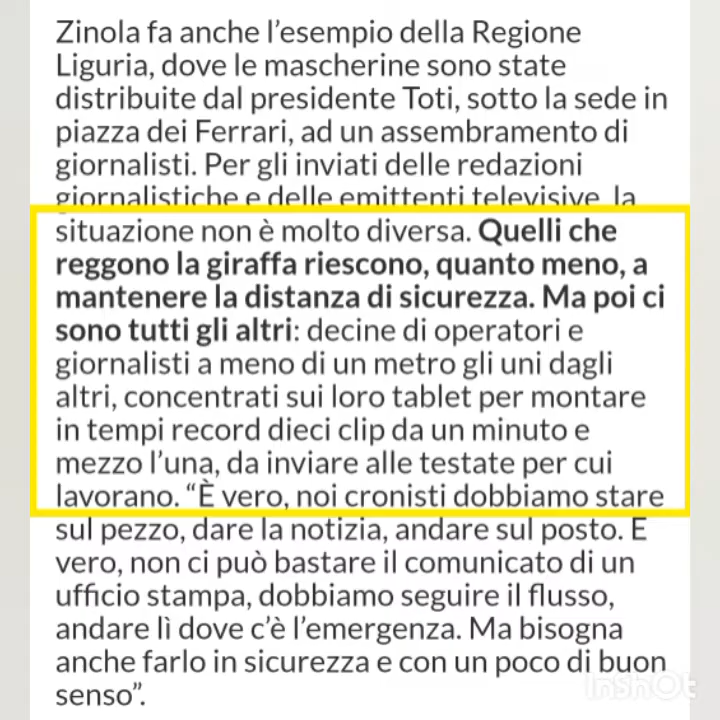 Zinola fa anche l’esempio della Regione
Liguria, dove le mascherine sono state
distribuite dal presidente Toti, sotto la sede in
piazza dei Ferrari, ad un assembramento di
giornalisti. Per gli inviati delle redazioni
giornalistiche e delle emittenti televisive, la
situazione non è molto diversa. Quelli che
reggono la giraffa riescono, quanto meno, a
mantenere la distanza di sicurezza. Ma poi ci
sono tutti gli altri: decine di operatori e
giornalisti a meno di un metro gli uni dagli
altri, concentrati sui loro tablet per montare
in tempi record dieci clip da un minuto e
mezzo l’una, da inviare alle testate per cui
lavorano. “È vero, noi cronisti dobbiamo stare
sul pezzo, dare la notizia, andare sul posto. È
vero, non ci può bastare il comunicato di un
ufficio stampa, dobbiamo seguire il flusso,
andare lì dove c’è l’emergenza. Ma bisogna
anche farlo in sicurezza e con un poco di buon
senso”.
InShOt